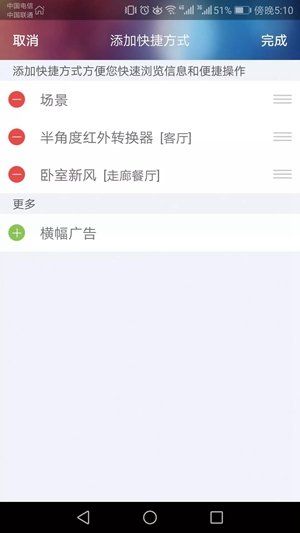 中国电信
中国联通
51% 傍晚5:10
取消 添加快捷方式 完成
添加快捷方式方便您快速浏览信息和便捷操作
场景
半角度红外转换器 [客厅]
卧室新风 [走廊餐厅]
更多
横幅广告